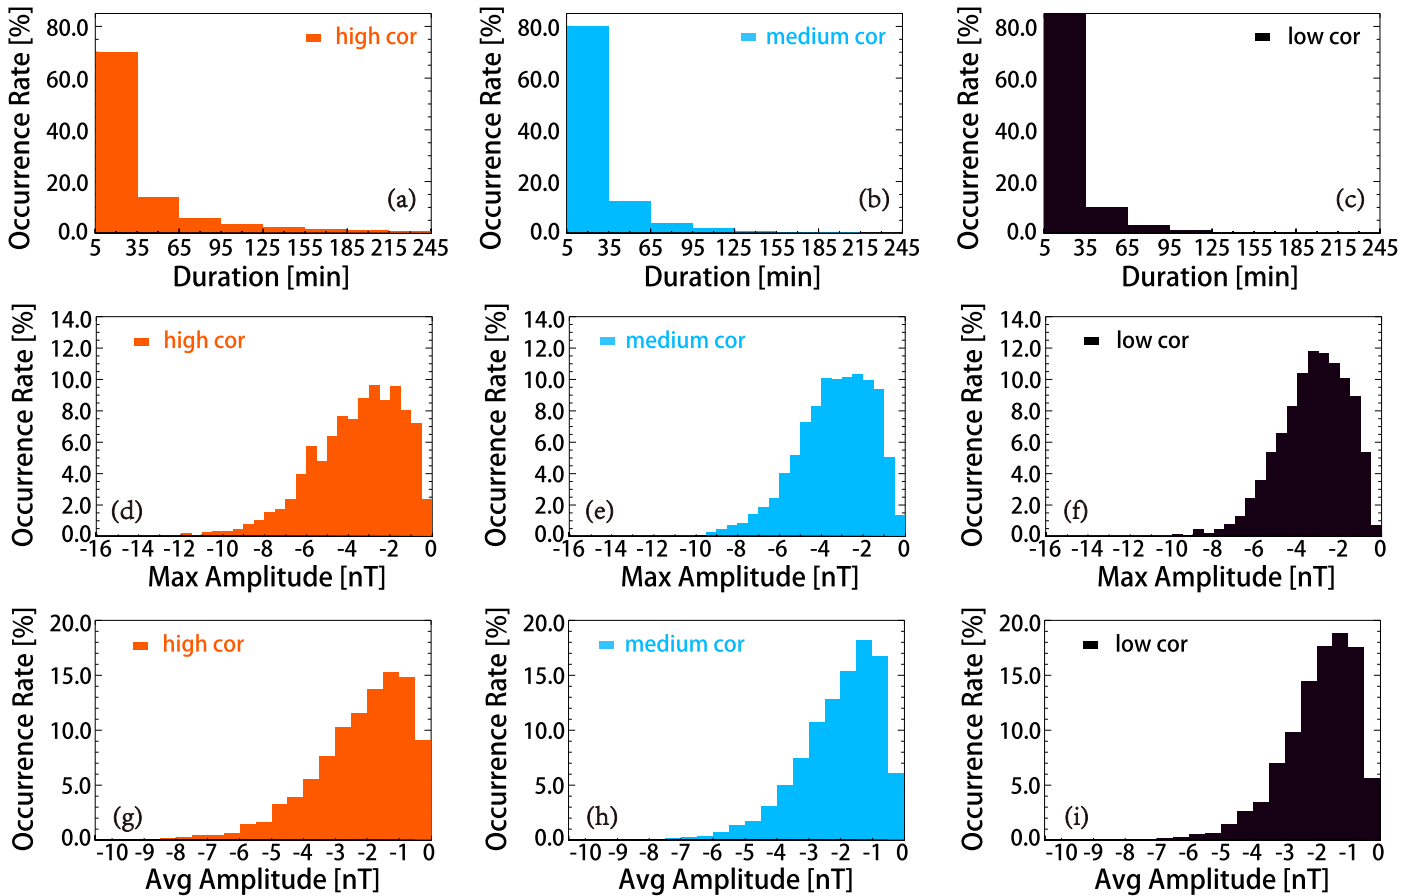 Occurrence Rate [%]
80.0
60.0
40.0
20.0
0.0
high cor
(a)
5 35 65 95 125 155 185 215 245
Duration [min]
Occurrence Rate [%]
80.0
60.0
40.0
20.0
0.0
medium cor
(b)
5 35 65 95 125 155 185 215 245
Duration [min]
Occurrence Rate [%]
80.0
60.0
40.0
20.0
0.0
low cor
(c)
5 35 65 95 125 155 185 215 245
Duration [min]
Occurrence Rate [%]
14.0
12.0
10.0
8.0
6.0
4.0
2.0
0.0
high cor
(d)
-16 -14 -12 -10 -8 -6 -4 -2 0
Max Amplitude [nT]
Occurrence Rate [%]
14.0
12.0
10.0
8.0
6.0
4.0
2.0
0.0
medium cor
(e)
-16 -14 -12 -10 -8 -6 -4 -2 0
Max Amplitude [nT]
Occurrence Rate [%]
14.0
12.0
10.0
8.0
6.0
4.0
2.0
0.0
low cor
(f)
-16 -14 -12 -10 -8 -6 -4 -2 0
Max Amplitude [nT]
Occurrence Rate [%]
20.0
15.0
10.0
5.0
0.0
high cor
(g)
-10 -9 -8 -7 -6 -5 -4 -3 -2 -1 0
Avg Amplitude [nT]
Occurrence Rate [%]
20.0
15.0
10.0
5.0
0.0
medium cor
(h)
-10 -9 -8 -7 -6 -5 -4 -3 -2 -1 0
Avg Amplitude [nT]
Occurrence Rate [%]
20.0
15.0
10.0
5.0
0.0
low cor
(i)
-10 -9 -8 -7 -6 -5 -4 -3 -2 -1 0
Avg Amplitude [nT]